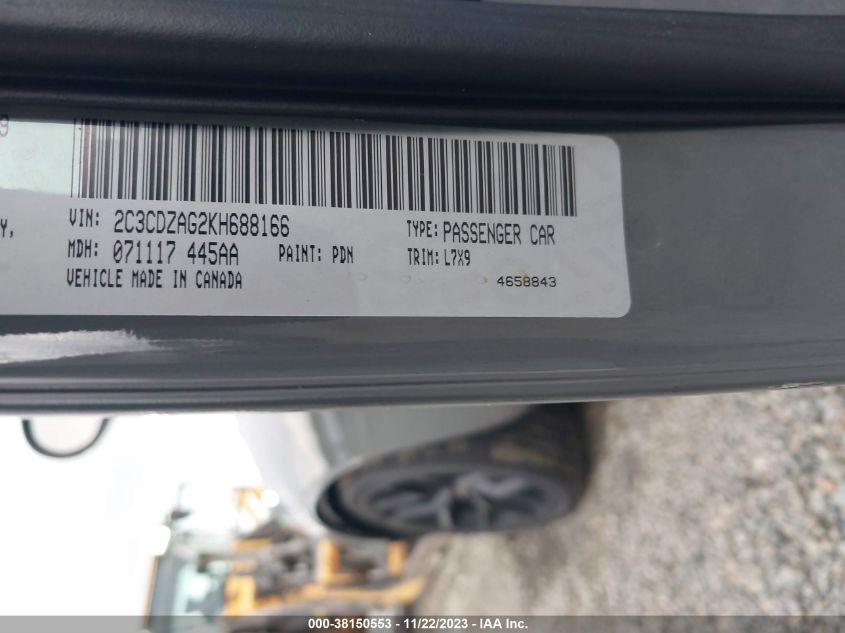 Y,
VIN: 2C3CDZAG2KH688166 TYPE: PASSENGER CAR
MDH: 071117 445AA PAINT: PDN TRIM: L7X9
VEHICLE MADE IN CANADA 4658843
000-38150553 - 11/22/2023 - IAA Inc.